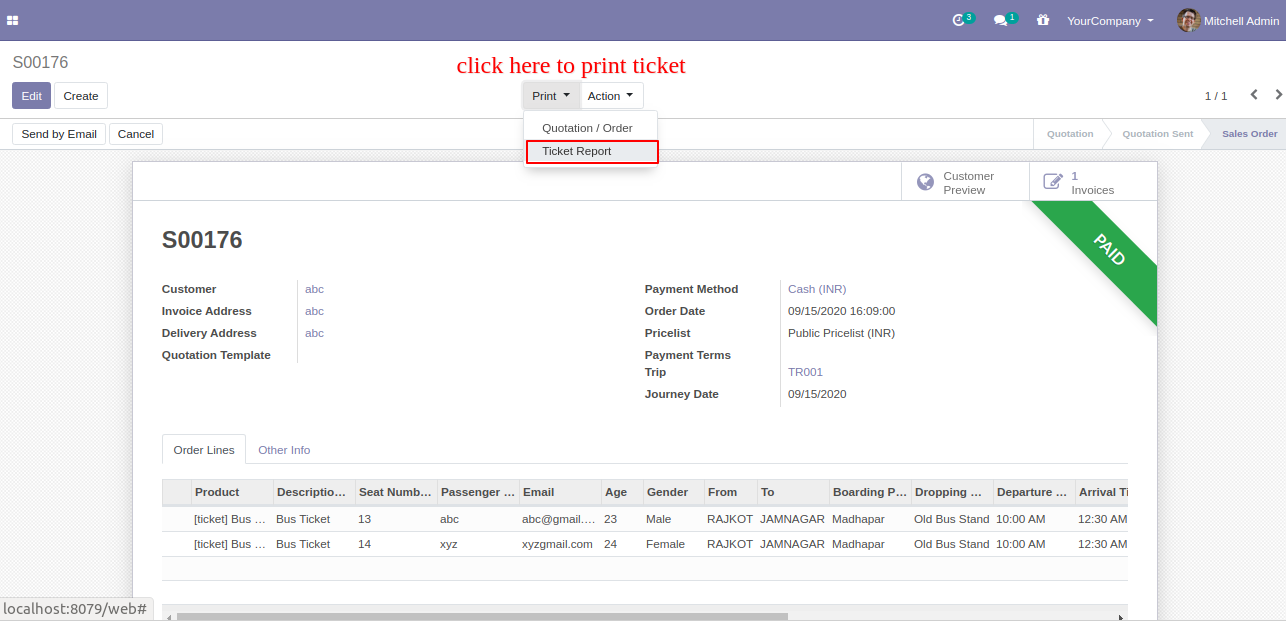 3 1 YourCompany Mitchell Admin
S00176
click here to print ticket
Edit Create Print Action 1 / 1
Send by Email Cancel Quotation Quotation Sent Sales Order
Quotation / Order
Ticket Report
Customer Preview 1 Invoices
PAID
S00176
Customer abc Payment Method Cash (INR)
Invoice Address abc Order Date 09/15/2020 16:09:00
Delivery Address abc Pricelist Public Pricelist (INR)
Quotation Template Payment Terms
Trip TR001
Journey Date 09/15/2020
Order Lines Other Info
Product Descriptio… Seat Numb… Passenger … Email Age Gender From To Boarding P… Dropping … Departure … Arrival Ti
[ticket] Bus … Bus Ticket 13 abc abc@gmail.… 23 Male RAJKOT JAMNAGAR Madhapar Old Bus Stand 10:00 AM 12:30 AM
[ticket] Bus … Bus Ticket 14 xyz xyzgmail.com 24 Female RAJKOT JAMNAGAR Madhapar Old Bus Stand 10:00 AM 12:30 AM
localhost:8079/web#